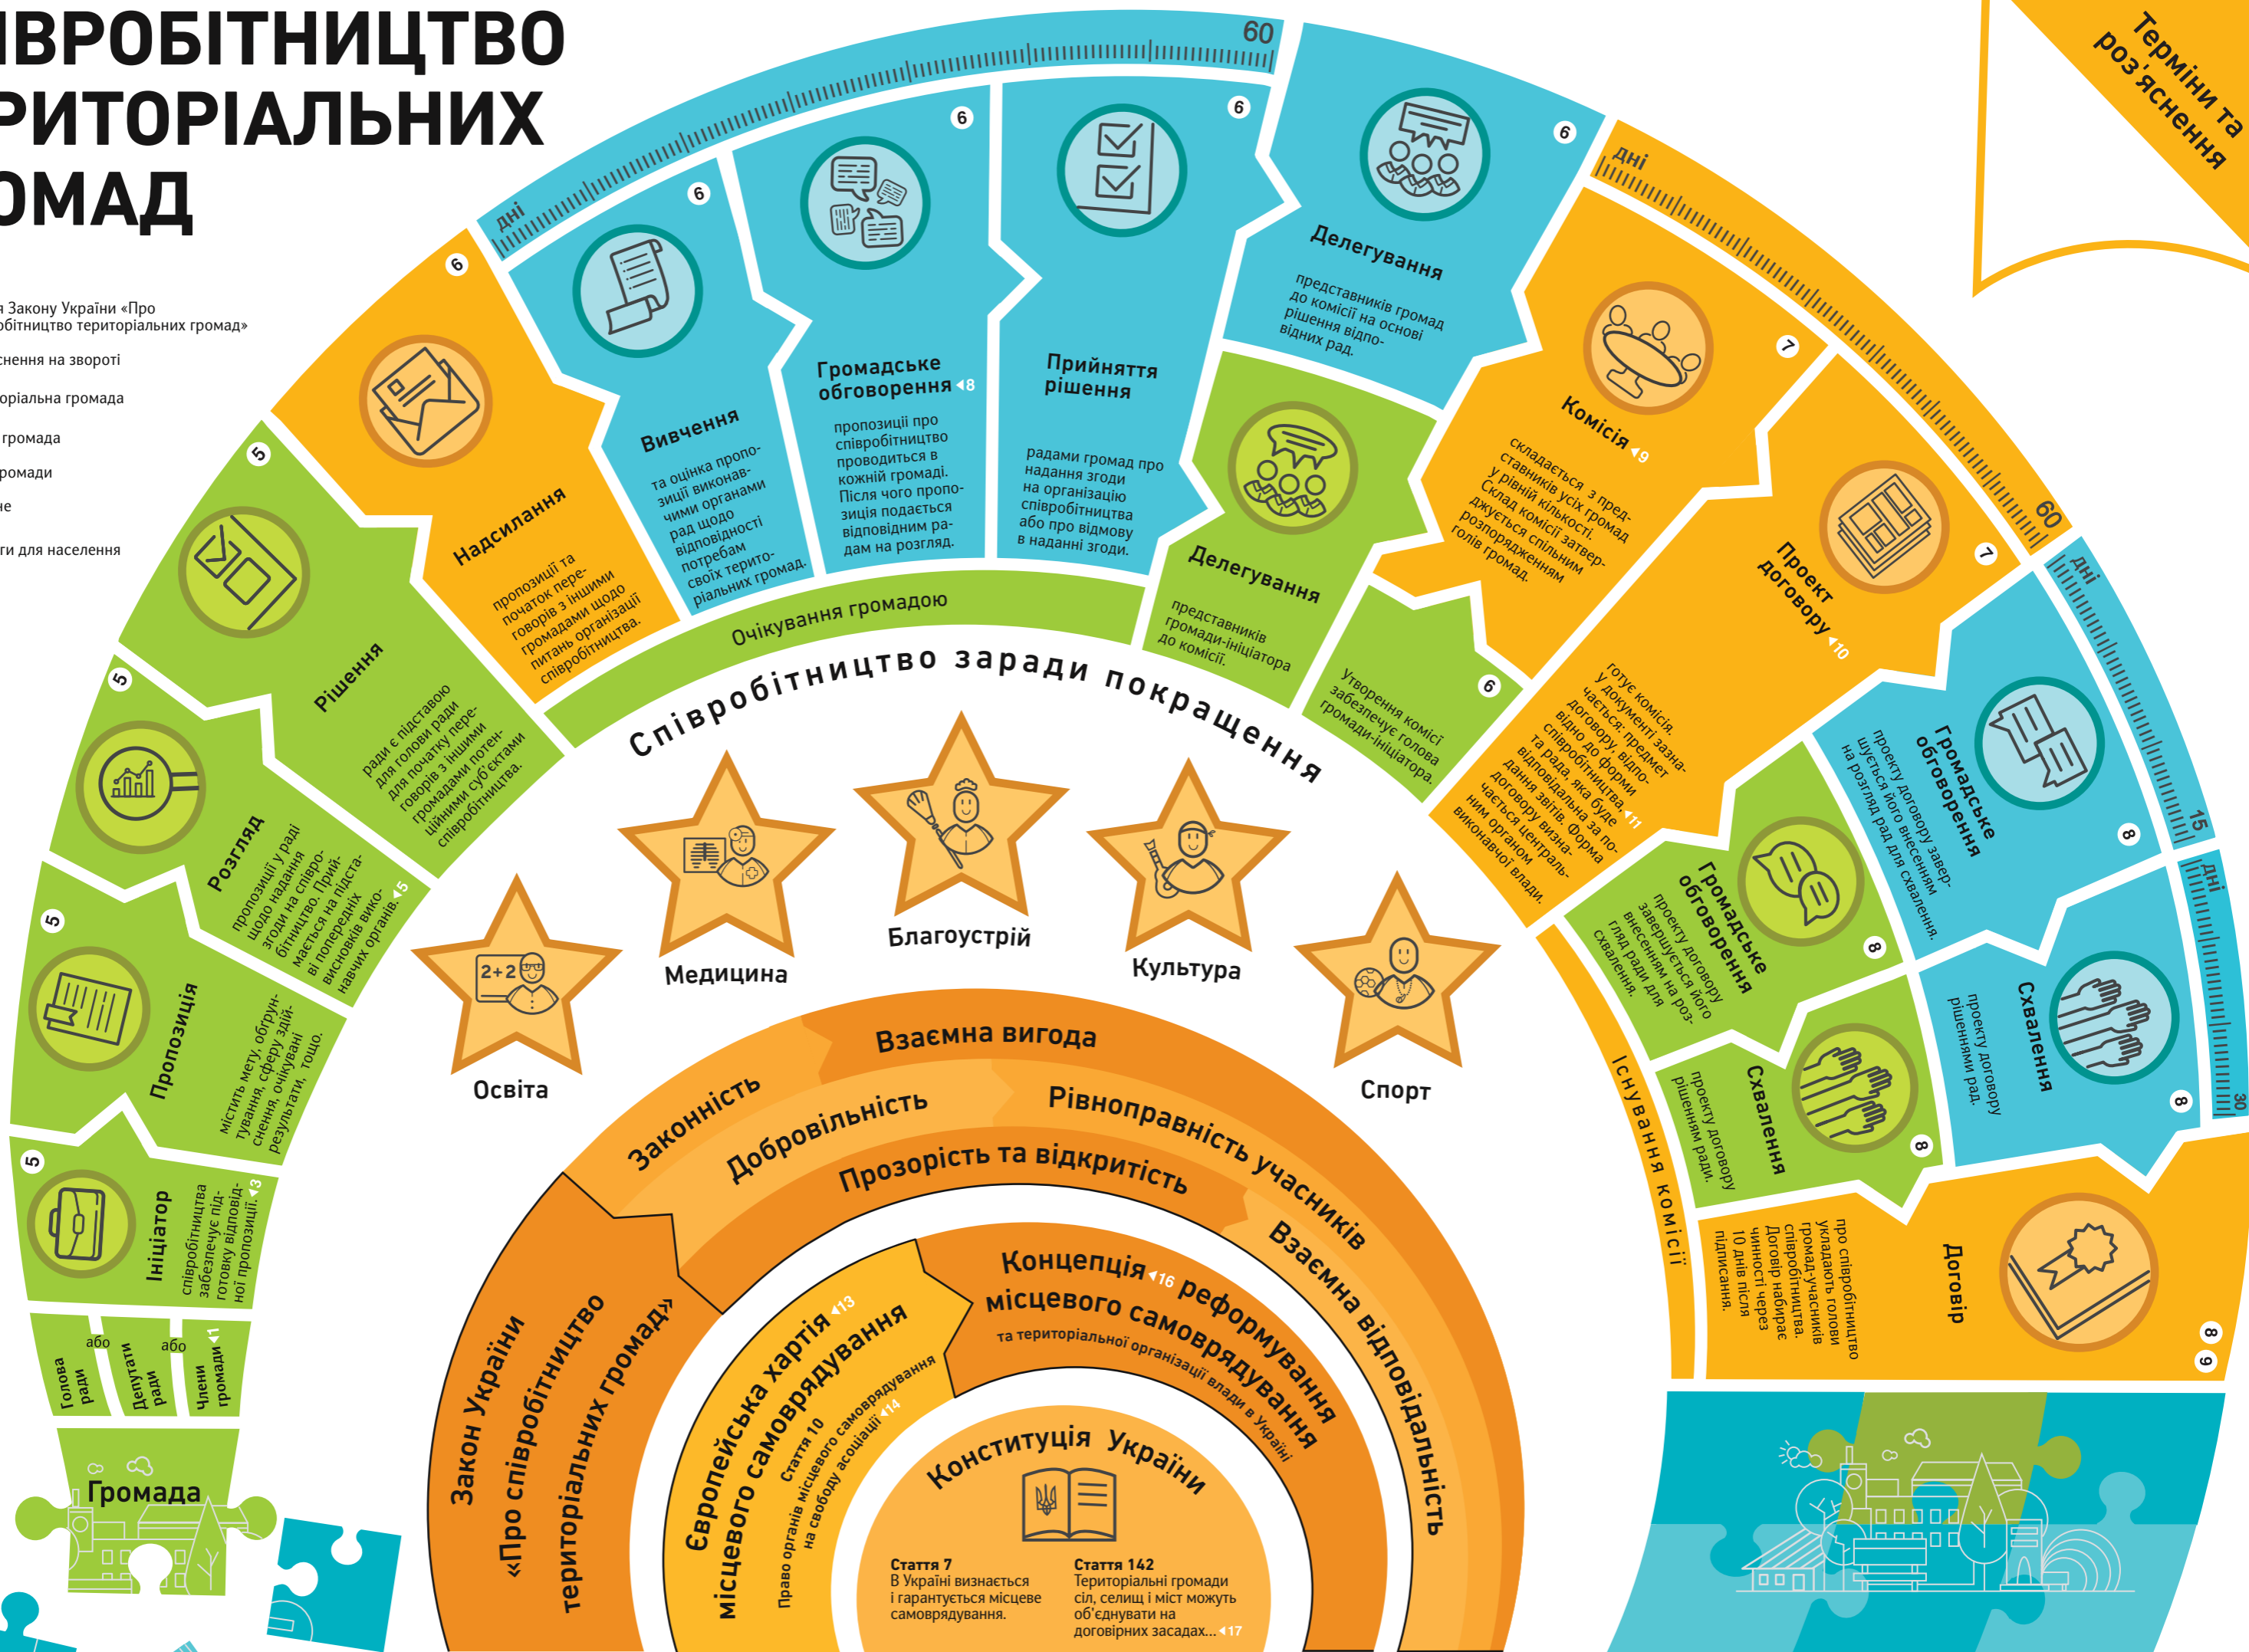 ІВРОБІТНИЦТВО
РИТОРІАЛЬНИХ
ОМАД
я Закону України «Про
обітництво територіальних громад»
снення на звороті
оріальна громада
громада
ромади
не
ги для населення
Терміни та
роз'яснення
Громада
Голова
ради
або
Депутати
ради
або
Члени
громади ◂1
5
Ініціатор
співробітництва
забезпечує під-
готовку відповід-
ної пропозиції. ◂3
5
Пропозиція
містить мету, обґрун-
тування, сферу здій-
снення, очікувані
результати, тощо.
5
Розгляд
пропозиції у раді
щодо надання
згоди на співро-
бітництво. Прий-
мається на підста-
ві попередніх
висновків вико-
навчих органів. ◂5
5
Рішення
ради є підставою
для голови ради
для початку пере-
говорів з іншими
громадами потен-
ційними суб'єктами
співробітництва.
6
Надсилання
пропозиції та
початок пере-
говорів з іншими
громадами щодо
питань організації
співробітництва.
дні
60
6
Вивчення
та оцінка пропо-
зиції виконав-
чими органами
рад щодо
відповідності
потребам
своїх терито-
ріальних громад.
6
Громадське
обговорення ◂8
пропозиції про
співробітництво
проводиться в
кожній громаді.
Після чого пропо-
зиція подається
відповідним ра-
дам на розгляд.
6
Прийняття
рішення
радами громад про
надання згоди
на організацію
співробітництва
або про відмову
в наданні згоди.
Очікування громадою
6
Делегування
представників громад
до комісії на основі
рішення відпо-
відних рад.
Делегування
представників
громади-ініціатора
до комісії.
дні
60
7
Комісія ◂9
складається з пред-
ставників усіх громад
у рівній кількості.
Склад комісії затвер-
джується спільним
розпорядженням
голів громад.
6
Утворення комісї
забезпечує голова
громади-ініціатора.
7
Проект
договору ◂10
готує комісія.
У документі зазна-
чається: предмет
договору, відпо-
відно до форми
співробітництва, ◂11
та рада, яка буде
відповідальна за по-
дання звітів. Форма
договору визна-
чається централь-
ним органом
виконавчої влади.
дні
15
Громадське
обговорення
проекту договору завер-
шується його внесенням
на розгляд рад для схвалення.
8
Громадське
обговорення
проекту договору
завершується його
внесенням на роз-
гляд ради для
схвалення.
8
дні
30
Схвалення
проекту договору
рішеннями рад.
8
Схвалення
проекту договору
рішенням ради.
8
Існування комісії
Договір
про співробітництво
укладають голови
громад-учасників
співробітництва.
Договір набирає
чинності через
10 днів після
підписання.
8
9
Співробітництво заради покращення
2+2
Освіта
Медицина
Благоустрій
Культура
Спорт
Закон України
«Про співробітництво
територіальних громад»
Законність
Взаємна вигода
Добровільність
Рівноправність учасників
Прозорість та відкритість
Взаємна відповідальність
Європейська хартія ◂13
місцевого самоврядування
Стаття 10
Право органів місцевого самоврядування
на свободу асоціації ◂14
Концепція ◂16 реформування
місцевого самоврядування
та територіальної організації влади в Україні
Конституція України
Стаття 7
В Україні визнається
і гарантується місцеве
самоврядування.
Стаття 142
Територіальні громади
сіл, селищ і міст можуть
об'єднувати на
договірних засадах... ◂17